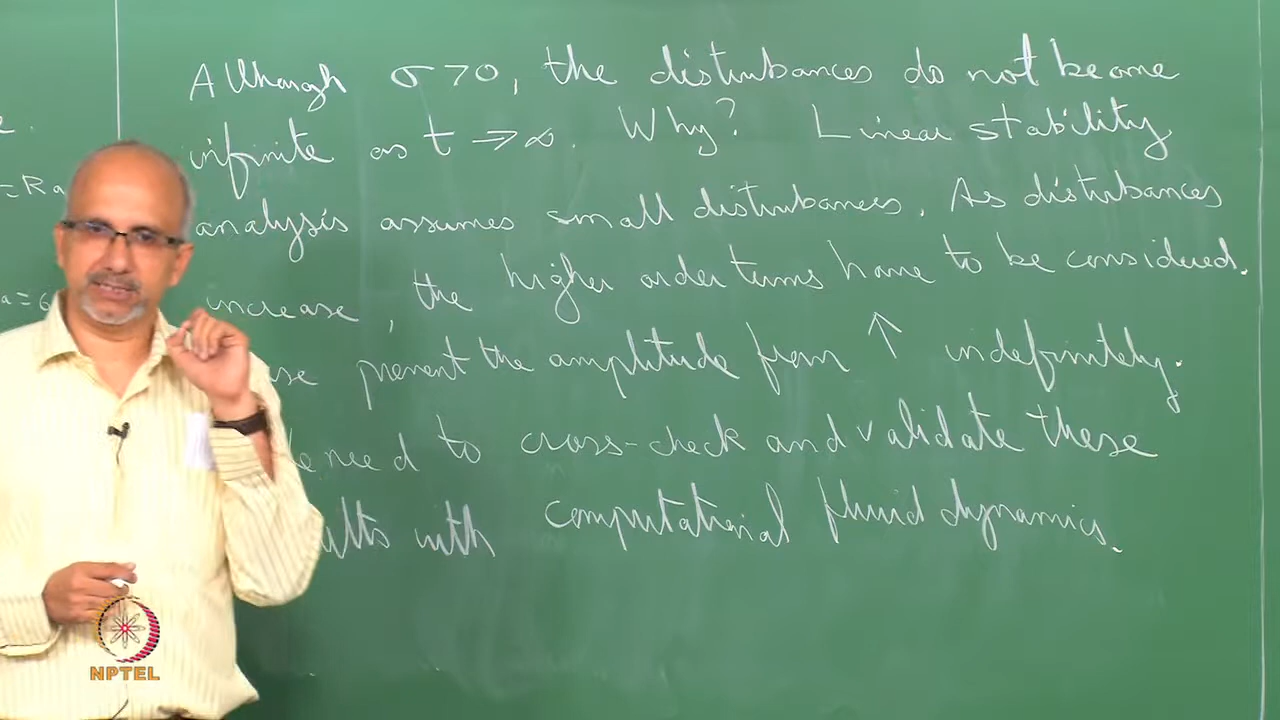 Although σ > 0, the disturbances do not become
infinite as t → ∞. Why? Linear stability
analysis assumes small disturbances. As disturbances
increase, the higher order terms have to be considered.
prevent the amplitude from ↑ indefinitely.
need to cross-check and validate these
with computational fluid dynamics.
e.
=Ra
a=6
NPTEL